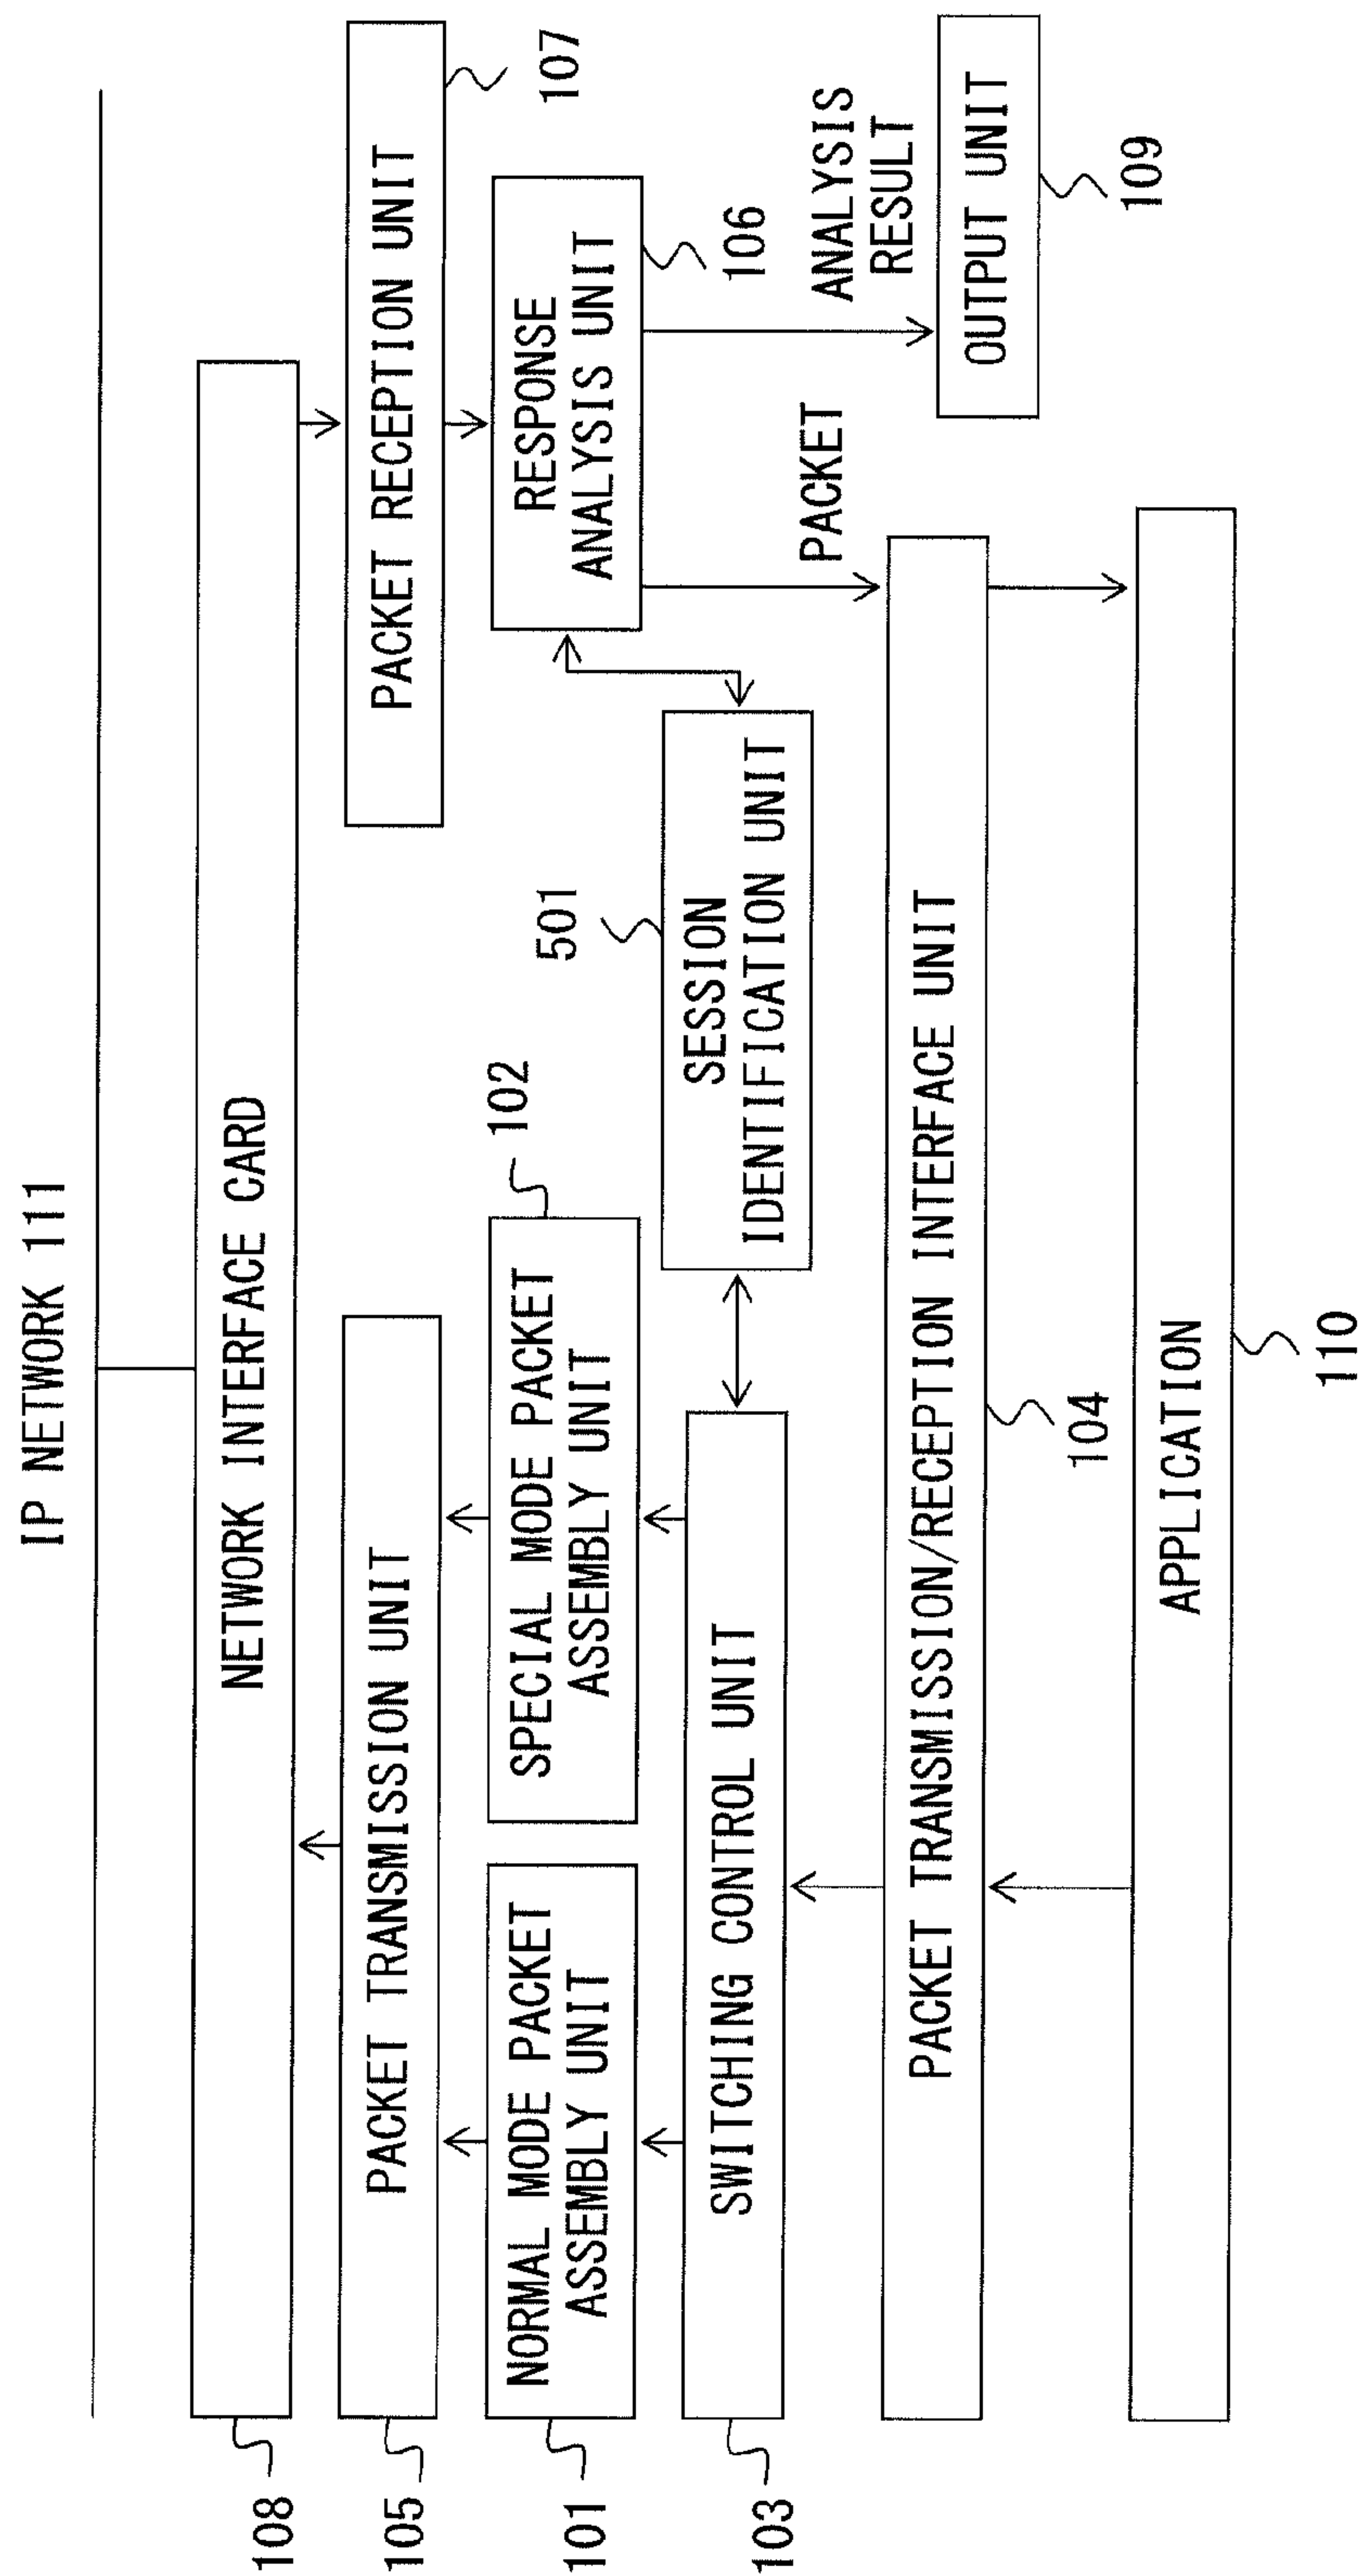 IP NETWORK 111
NETWORK INTERFACE CARD
108
PACKET TRANSMISSION UNIT
105
PACKET RECEPTION UNIT
107
NORMAL MODE PACKET
ASSEMBLY UNIT
101
SPECIAL MODE PACKET
ASSEMBLY UNIT
102
RESPONSE
ANALYSIS UNIT
106
501
SESSION
IDENTIFICATION UNIT
SWITCHING CONTROL UNIT
103
PACKET
ANALYSIS
RESULT
PACKET TRANSMISSION/RECEPTION INTERFACE UNIT
104
OUTPUT UNIT
109
APPLICATION
110